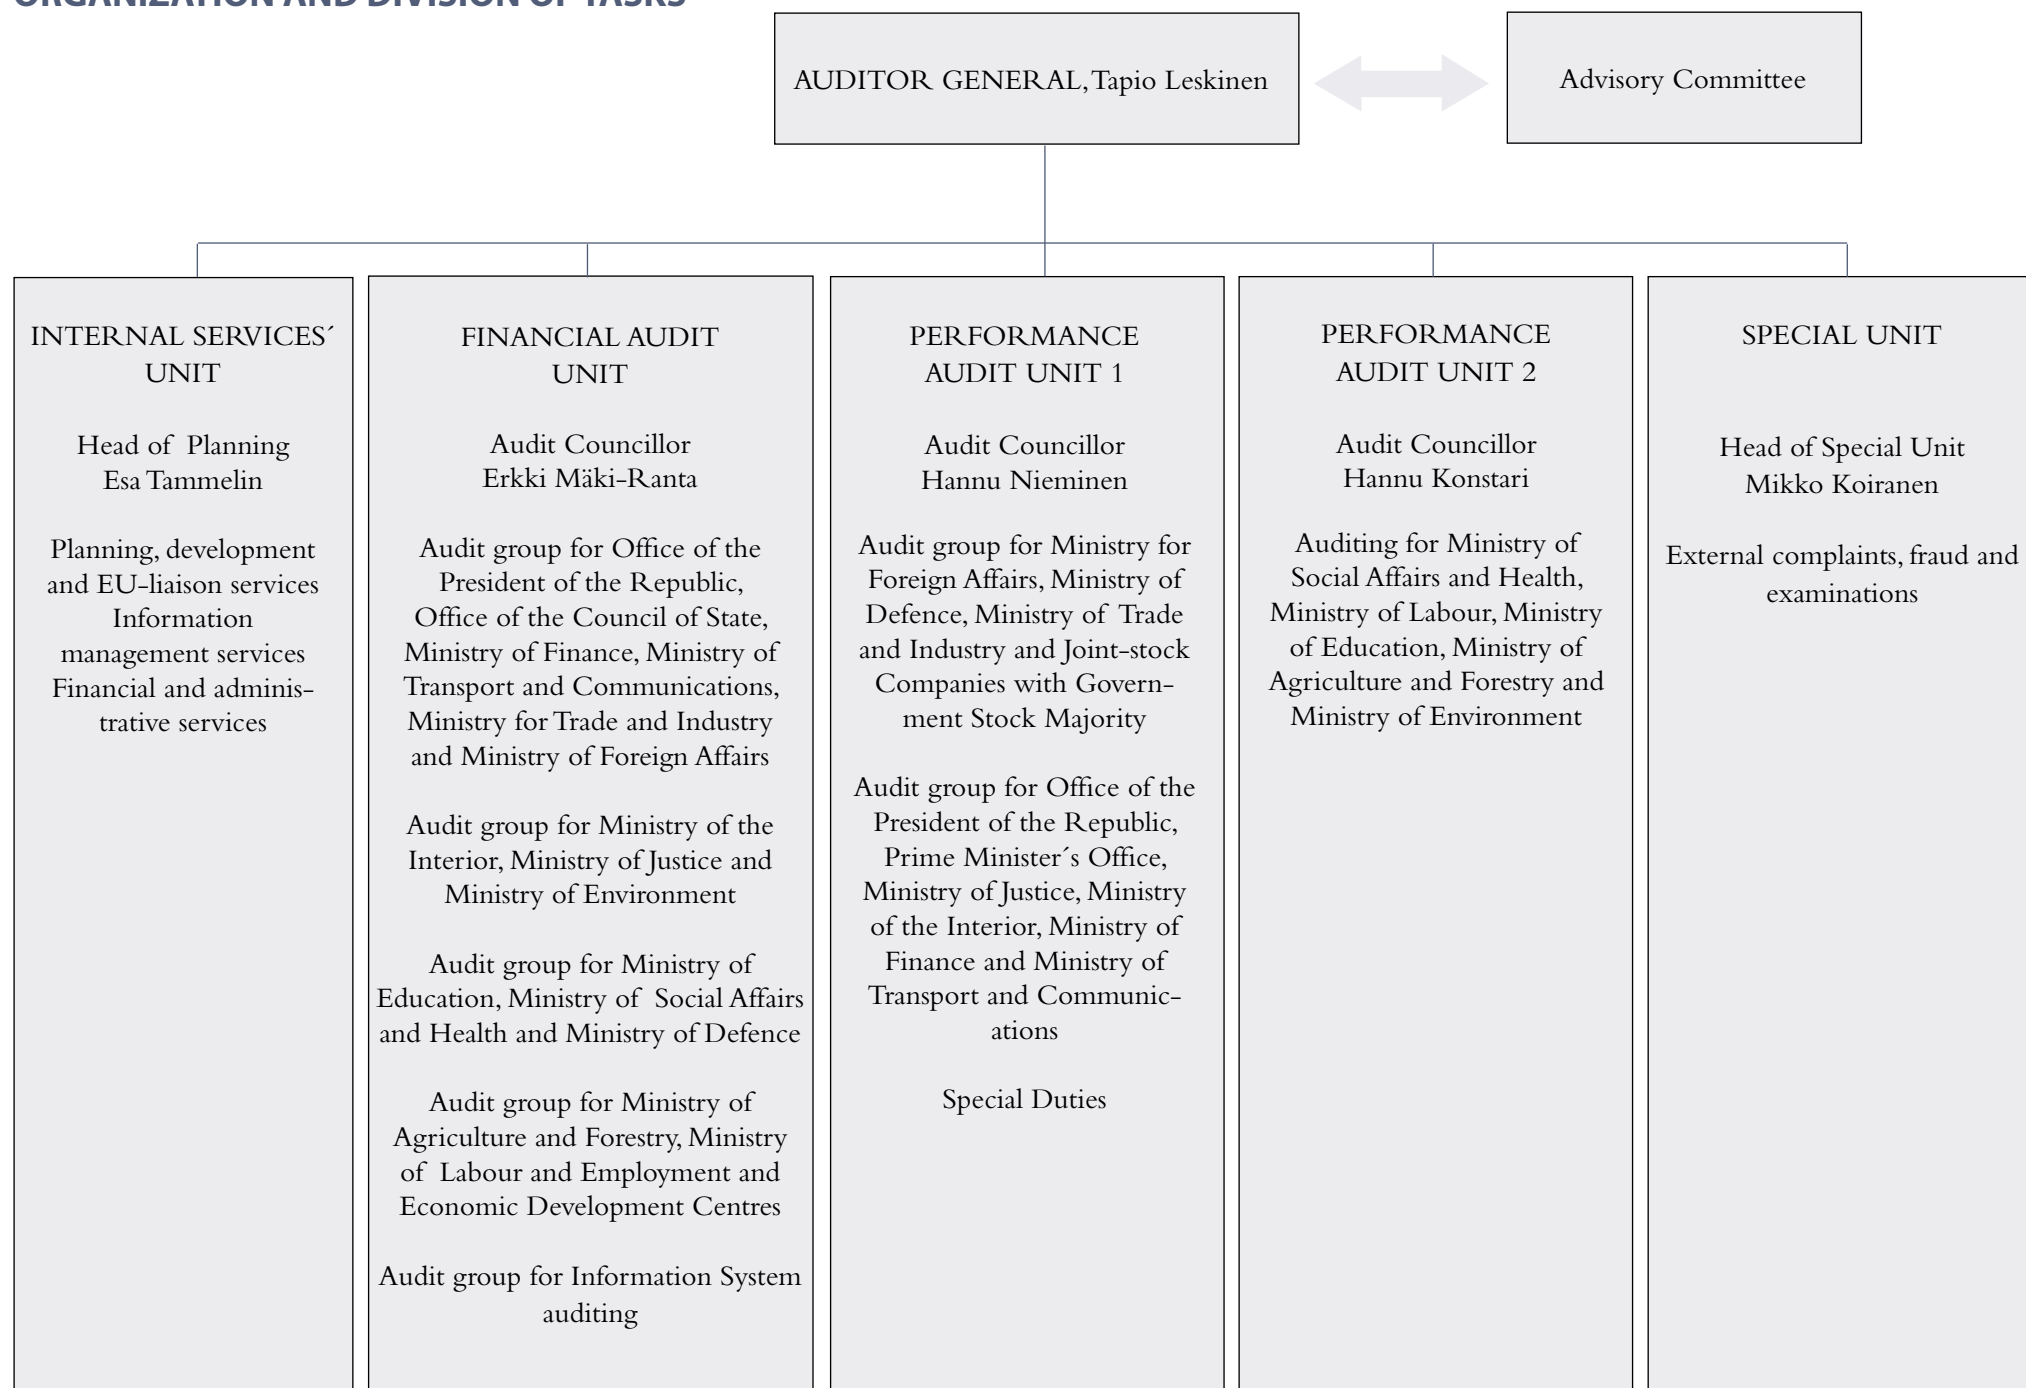 ORGANIZATION AND DIVISION OF TASKS
AUDITOR GENERAL, Tapio Leskinen
Advisory Committee
INTERNAL SERVICES´
UNIT
Head of Planning
Esa Tammelin
Planning, development
and EU-liaison services
Information
management services
Financial and adminis-
trative services
FINANCIAL AUDIT
UNIT
Audit Councillor
Erkki Mäki-Ranta
Audit group for Office of the
President of the Republic,
Office of the Council of State,
Ministry of Finance, Ministry of
Transport and Communications,
Ministry for Trade and Industry
and Ministry of Foreign Affairs
Audit group for Ministry of the
Interior, Ministry of Justice and
Ministry of Environment
Audit group for Ministry of
Education, Ministry of Social Affairs
and Health and Ministry of Defence
Audit group for Ministry of
Agriculture and Forestry, Ministry
of Labour and Employment and
Economic Development Centres
Audit group for Information System
auditing
PERFORMANCE
AUDIT UNIT 1
Audit Councillor
Hannu Nieminen
Audit group for Ministry for
Foreign Affairs, Ministry of
Defence, Ministry of Trade
and Industry and Joint-stock
Companies with Govern-
ment Stock Majority
Audit group for Office of the
President of the Republic,
Prime Minister´s Office,
Ministry of Justice, Ministry
of the Interior, Ministry of
Finance and Ministry of
Transport and Communic-
ations
Special Duties
PERFORMANCE
AUDIT UNIT 2
Audit Councillor
Hannu Konstari
Auditing for Ministry of
Social Affairs and Health,
Ministry of Labour, Ministry
of Education, Ministry of
Agriculture and Forestry and
Ministry of Environment
SPECIAL UNIT
Head of Special Unit
Mikko Koiranen
External complaints, fraud and
examinations